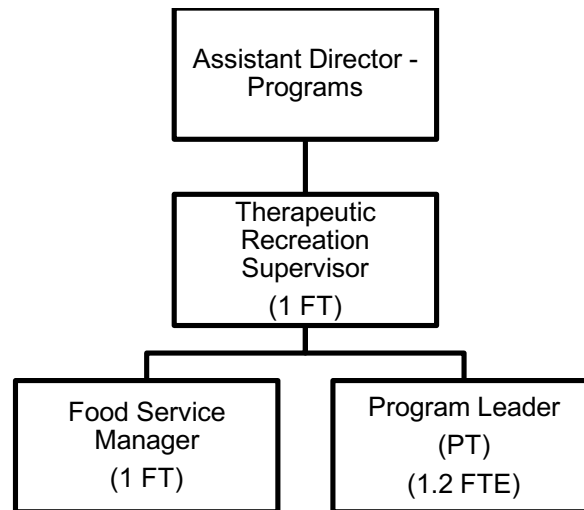 Assistant Director -
Programs
Therapeutic
Recreation
Supervisor
(1 FT)
Food Service
Manager
(1 FT)
Program Leader
(PT)
(1.2 FTE)